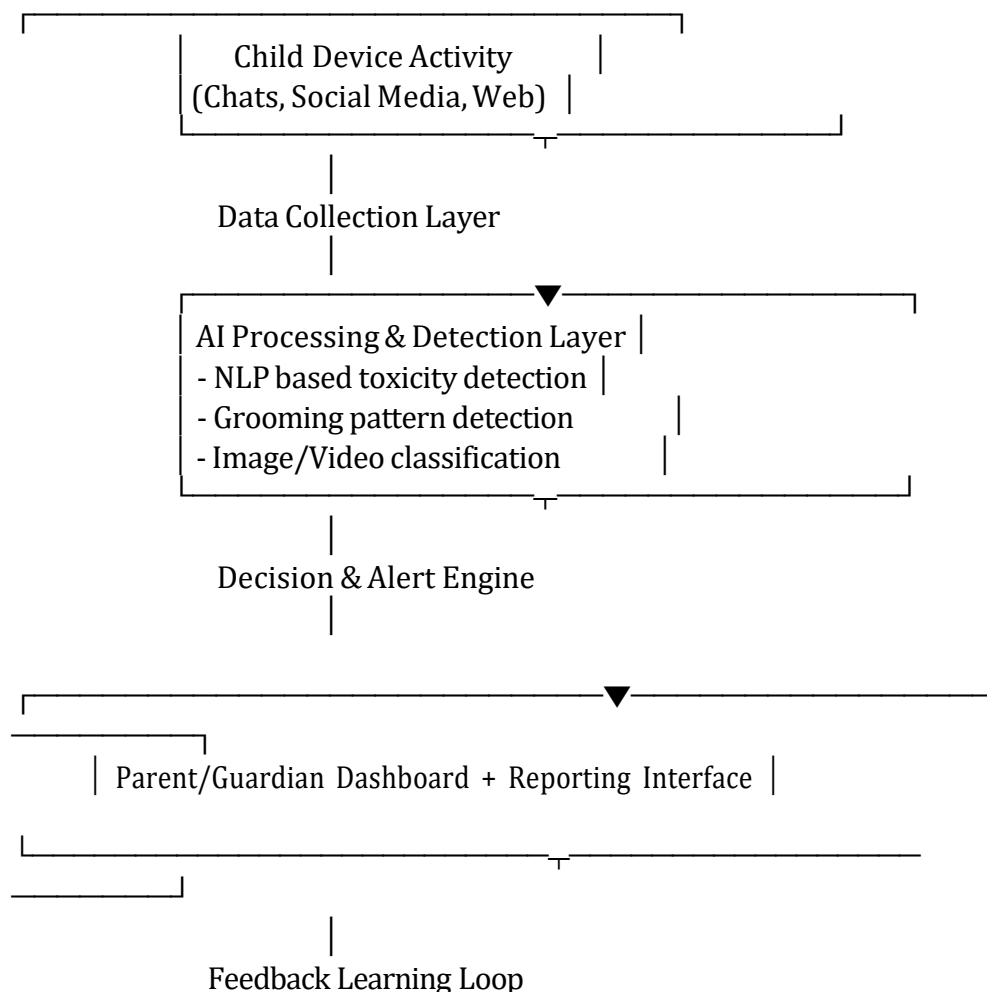 Child Device Activity
(Chats, Social Media, Web)
Data Collection Layer
AI Processing & Detection Layer
- NLP based toxicity detection
- Grooming pattern detection
- Image/Video classification
Decision & Alert Engine
Parent/Guardian Dashboard + Reporting Interface
Feedback Learning Loop